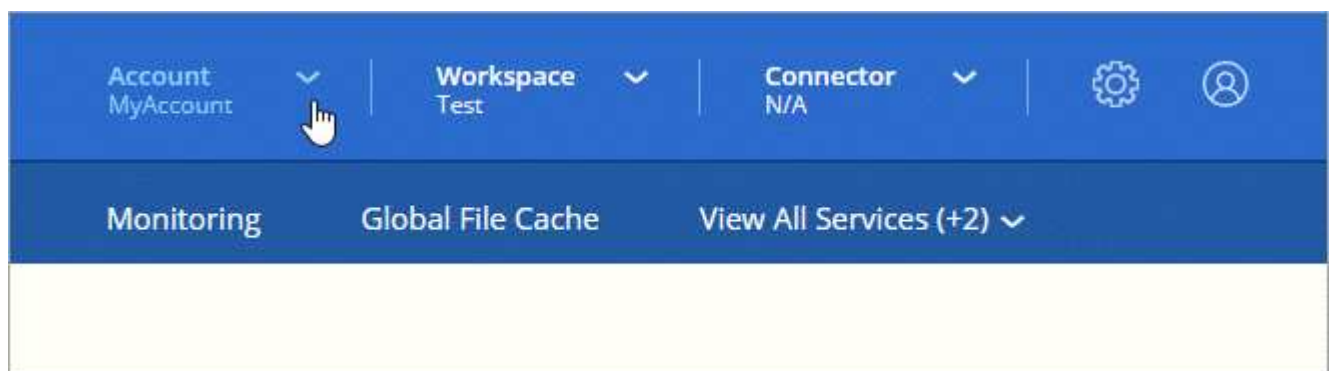 Account
MyAccount
Workspace
Test
Connector
N/A
Monitoring
Global File Cache
View All Services (+2)